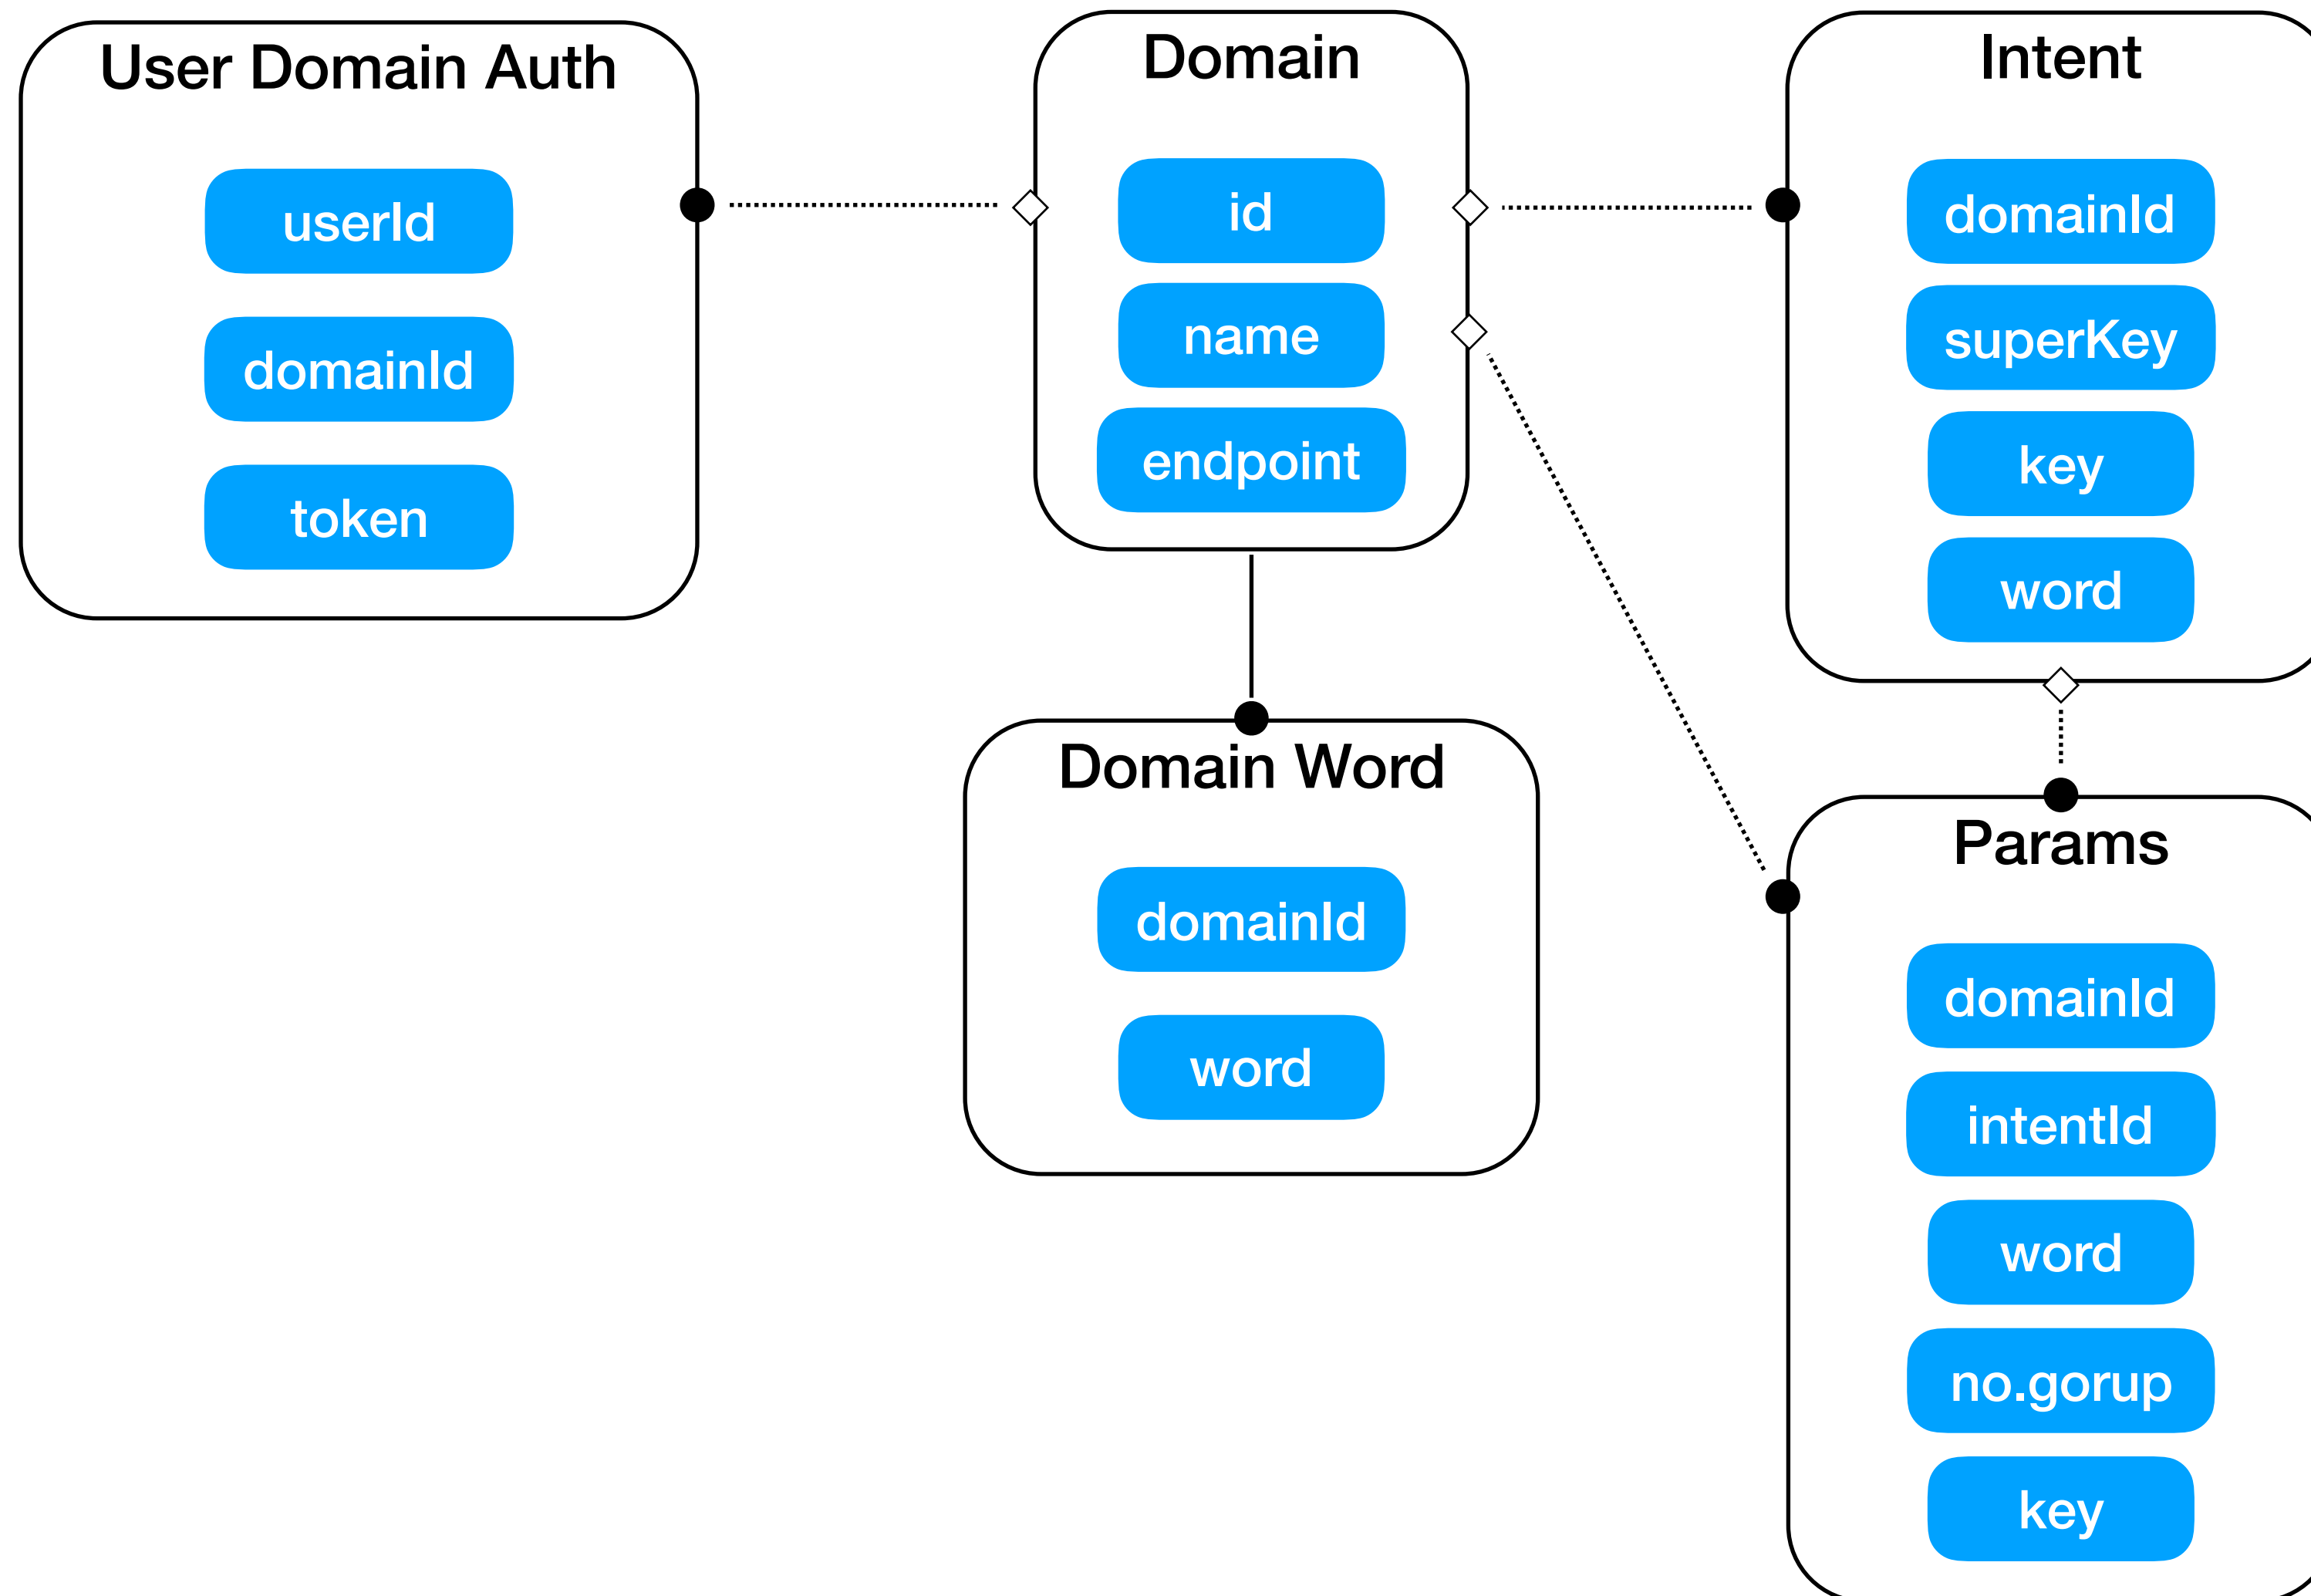 User Domain Auth
userId
domainId
token
Domain
id
name
endpoint
Domain Word
domainId
word
Intent
domainId
superKey
key
word
Params
domainId
intentId
word
no.gorup
key